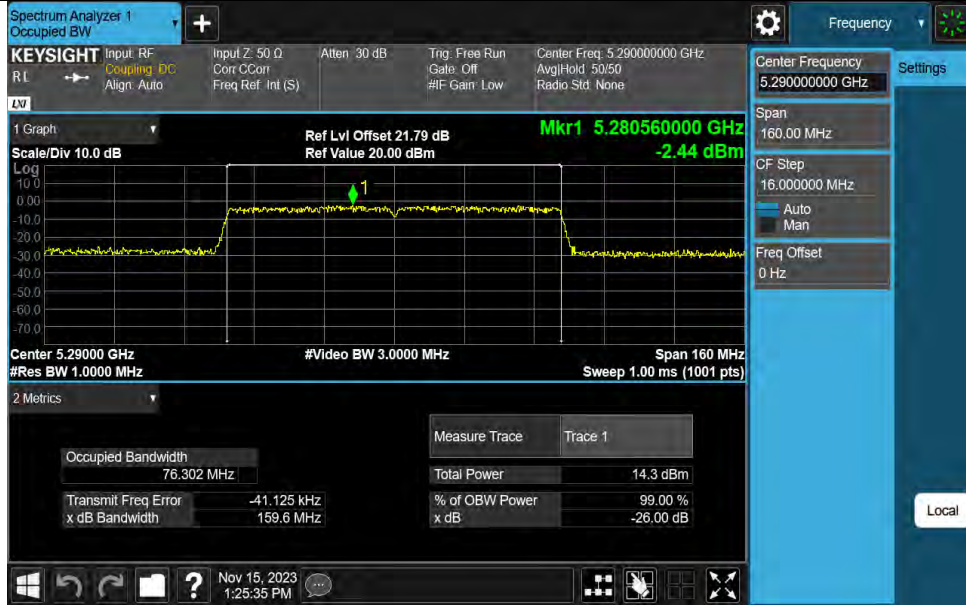 Spectrum Analyzer 1
Occupied BW
+
Frequency
KEYSIGHT
RL
LXI
Input: RF
Coupling: DC
Align: Auto
Input Z: 50 Ω
Corr CCorr
Freq Ref: Int (S)
Atten: 30 dB
Trig: Free Run
Gate: Off
#IF Gain: Low
Center Freq: 5.290000000 GHz
Avg|Hold: 50/50
Radio Std: None
Center Frequency
5.290000000 GHz
Settings
Span
160.00 MHz
CF Step
16.000000 MHz
Auto
Man
Freq Offset
0 Hz
Local
1 Graph
Scale/Div 10.0 dB
Ref Lvl Offset 21.79 dB
Ref Value 20.00 dBm
Mkr1 5.280560000 GHz
-2.44 dBm
Log
10.0
0.00
-10.0
-20.0
-30.0
-40.0
-50.0
-60.0
-70.0
1
Center 5.29000 GHz
#Res BW 1.0000 MHz
#Video BW 3.0000 MHz
Span 160 MHz
Sweep 1.00 ms (1001 pts)
2 Metrics
Measure Trace Trace 1
Occupied Bandwidth
76.302 MHz
Total Power 14.3 dBm
Transmit Freq Error -41.125 kHz
% of OBW Power 99.00 %
x dB Bandwidth 159.6 MHz
x dB -26.00 dB
?
Nov 15, 2023
1:25:35 PM